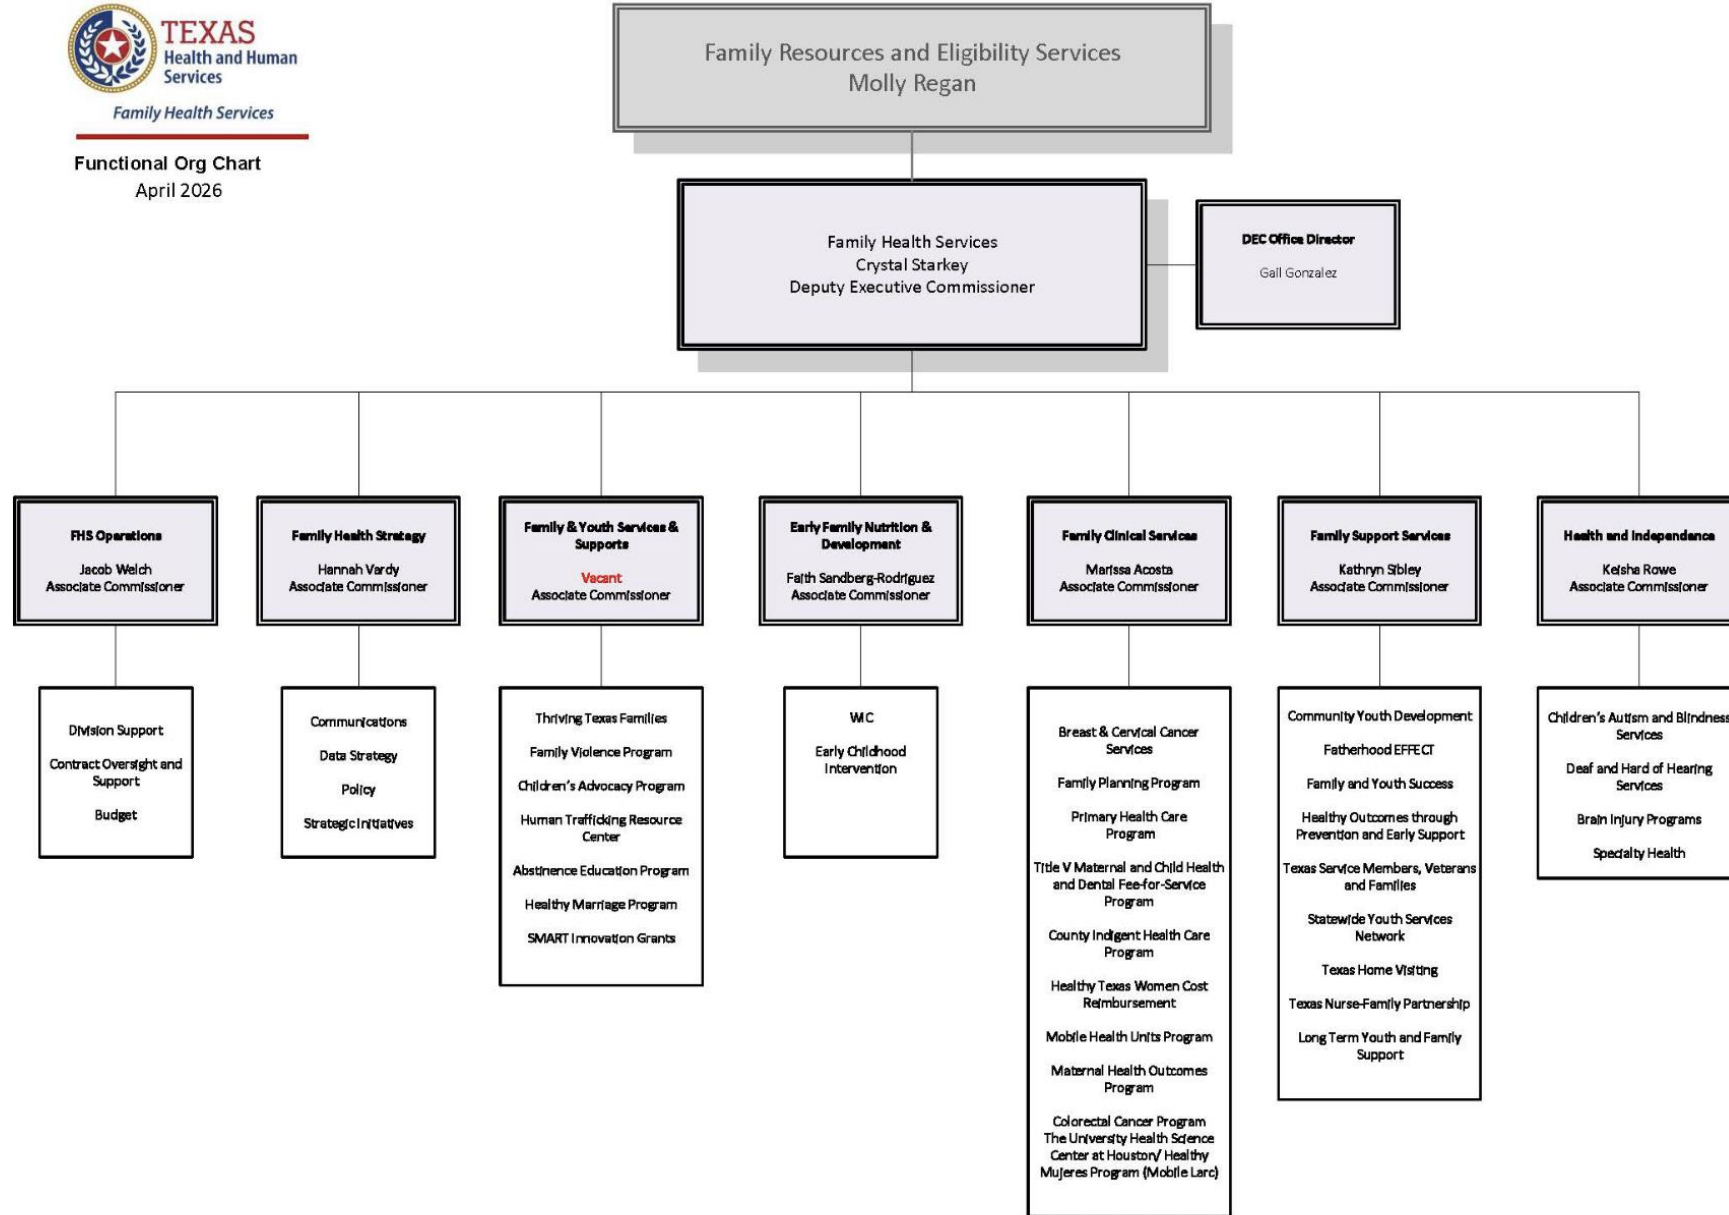 TEXAS
Health and Human
Services
Family Health Services
Functional Org Chart
April 2026
Family Resources and Eligibility Services
Molly Regan
Family Health Services
Crystal Starkey
Deputy Executive Commissioner
DEC Office Director
Gail Gonzalez
FHS Operations
Jacob Welch
Associate Commissioner
Division Support
Contract Oversight and
Support
Budget
Family Health Strategy
Hannah Vardy
Associate Commissioner
Communications
Data Strategy
Policy
Strategic Initiatives
Family & Youth Services &
Supports
Vacant
Associate Commissioner
Thriving Texas Families
Family Violence Program
Children's Advocacy Program
Human Trafficking Resource
Center
Abstinence Education Program
Healthy Marriage Program
SMART Innovation Grants
Early Family Nutrition &
Development
Faith Sandberg-Rodriguez
Associate Commissioner
WIC
Early Childhood
Intervention
Family Clinical Services
Marissa Acosta
Associate Commissioner
Breast & Cervical Cancer
Services
Family Planning Program
Primary Health Care
Program
Title V Maternal and Child Health
and Dental Fee-for-Service
Program
County Indigent Health Care
Program
Healthy Texas Women Cost
Reimbursement
Mobile Health Units Program
Maternal Health Outcomes
Program
Colorectal Cancer Program
The University Health Science
Center at Houston/ Healthy
Mujeres Program (Mobile Larc)
Family Support Services
Kathryn Sibley
Associate Commissioner
Community Youth Development
Fatherhood EFFECT
Family and Youth Success
Healthy Outcomes through
Prevention and Early Support
Texas Service Members, Veterans
and Families
Statewide Youth Services
Network
Texas Home Visiting
Texas Nurse-Family Partnership
Long Term Youth and Family
Support
Health and Independence
Keisha Rowe
Associate Commissioner
Children's Autism and Blindness
Services
Deaf and Hard of Hearing
Services
Brain Injury Programs
Specialty Health